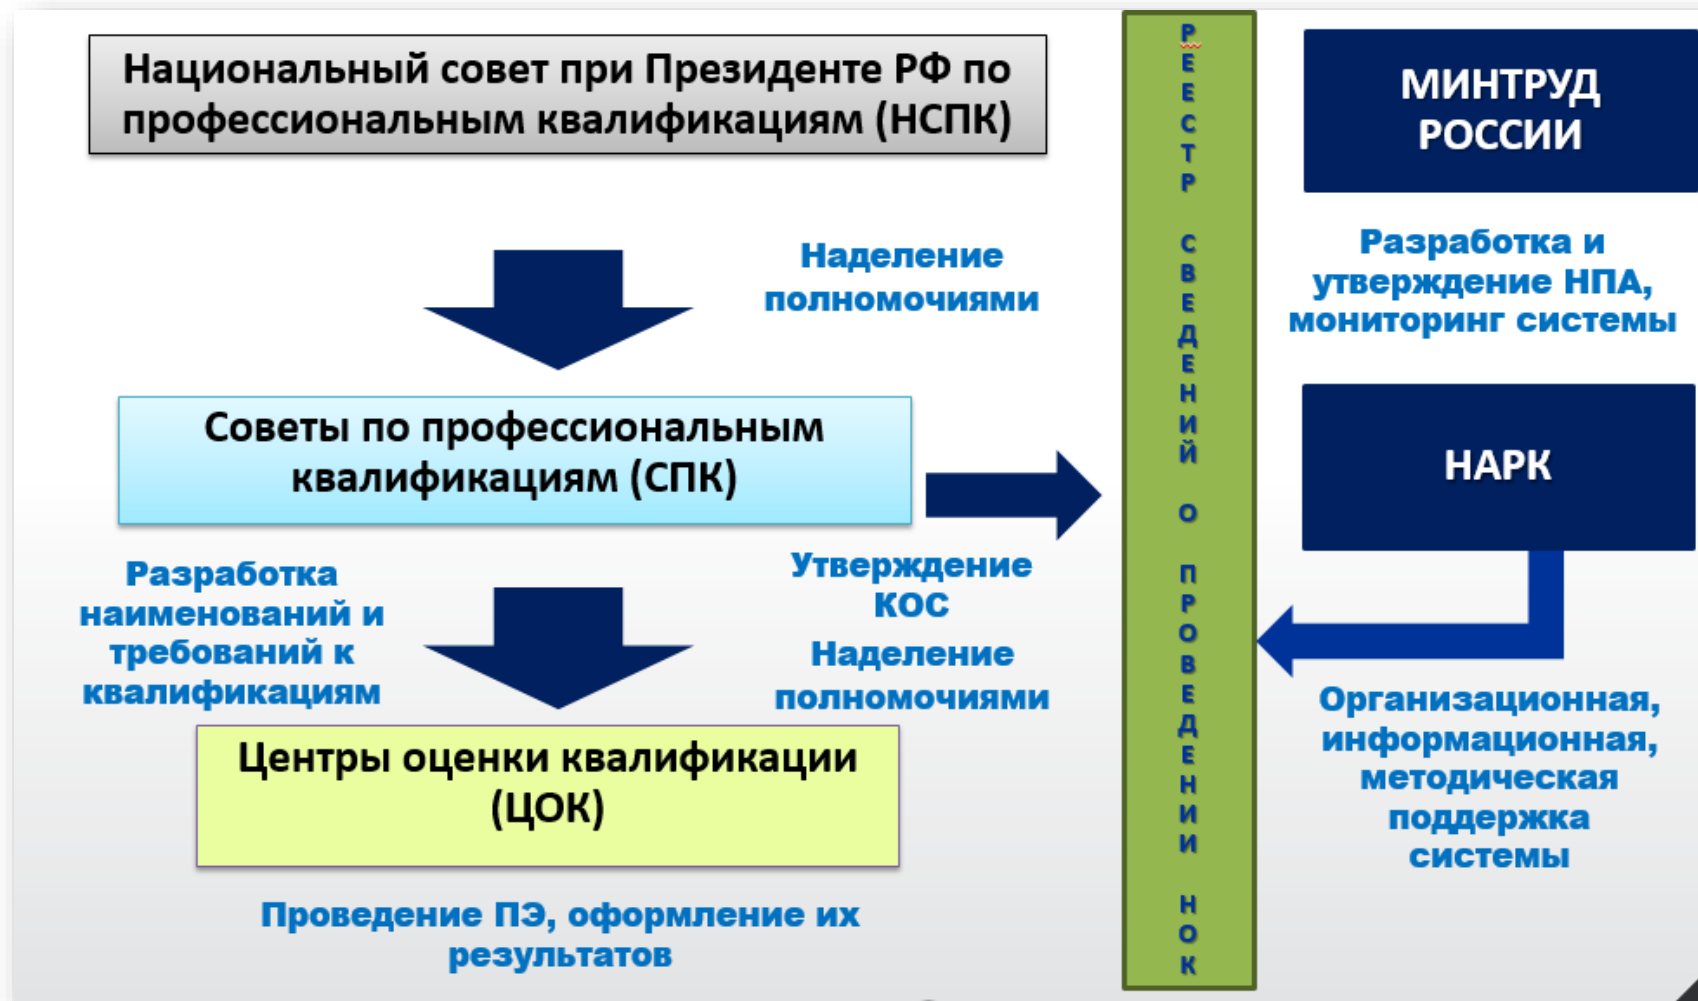 Национальный совет при Президенте РФ по
профессиональным квалификациям (НСПК)
Наделение
полномочиями
Советы по профессиональным
квалификациям (СПК)
Разработка
наименований и
требований к
квалификациям
Утверждение
КОС
Наделение
полномочиями
Центры оценки квалификации
(ЦОК)
Проведение ПЭ, оформление их
результатов
РЕЕСТР СВЕДЕНИЙ О ПРОВЕДЕНИИ НОК
МИНТРУД
РОССИИ
Разработка и
утверждение НПА,
мониторинг системы
НАРК
Организационная,
информационная,
методическая
поддержка
системы